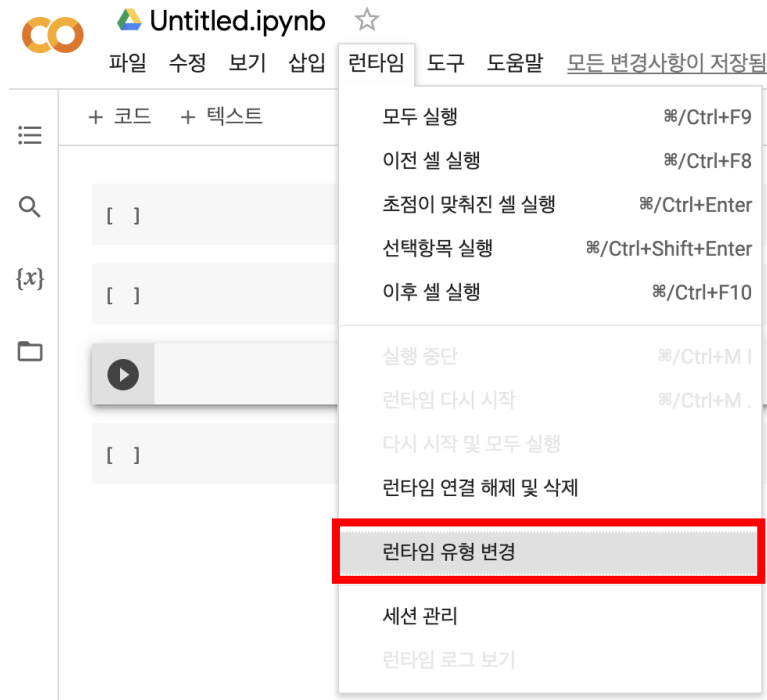 Untitled.ipynb
파일 수정 보기 삽입 런타임 도구 도움말 모든 변경사항이 저장됨
+ 코드 + 텍스트
모두 실행 ⌘/Ctrl+F9
이전 셀 실행 ⌘/Ctrl+F8
초점이 맞춰진 셀 실행 ⌘/Ctrl+Enter
[ ]
선택항목 실행 ⌘/Ctrl+Shift+Enter
{x}
이후 셀 실행 ⌘/Ctrl+F10
[ ]
실행 중단 ⌘/Ctrl+M I
런타임 다시 시작 ⌘/Ctrl+M .
다시 시작 및 모두 실행
[ ]
런타임 연결 해제 및 삭제
런타임 유형 변경
세션 관리
런타임 로그 보기